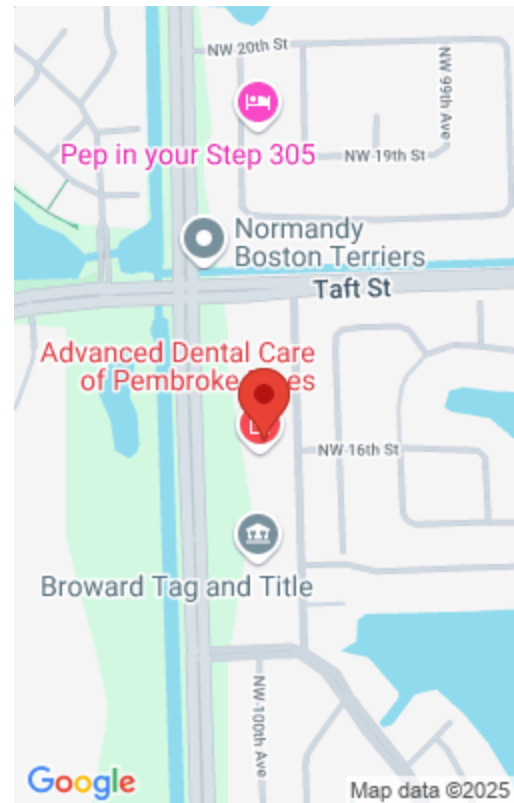 NW 20th St
NW 99th Ave
Pep in your Step 305
NW 19th St
Normandy
Boston Terriers
Taft St
Advanced Dental Care
of Pembroke
NW 16th St
Broward Tag and Title
NW 100th Ave
Google
Map data ©2025